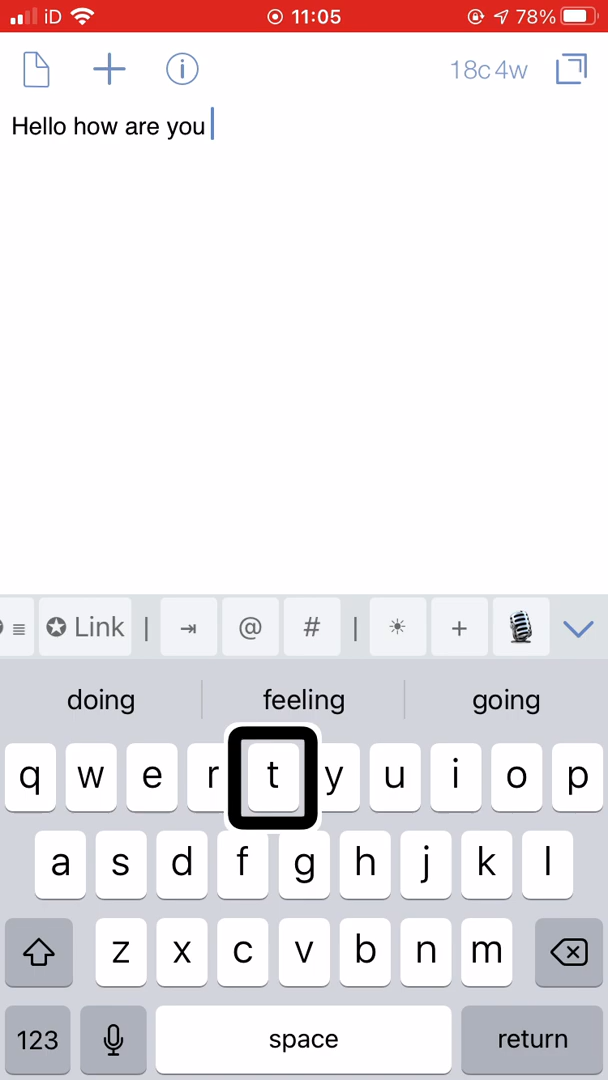 iD 11:05 78%
18c 4w
Hello how are you
Link | @ # | +
doing feeling going
q w e r t y u i o p
a s d f g h j k l
z x c v b n m
123 space return